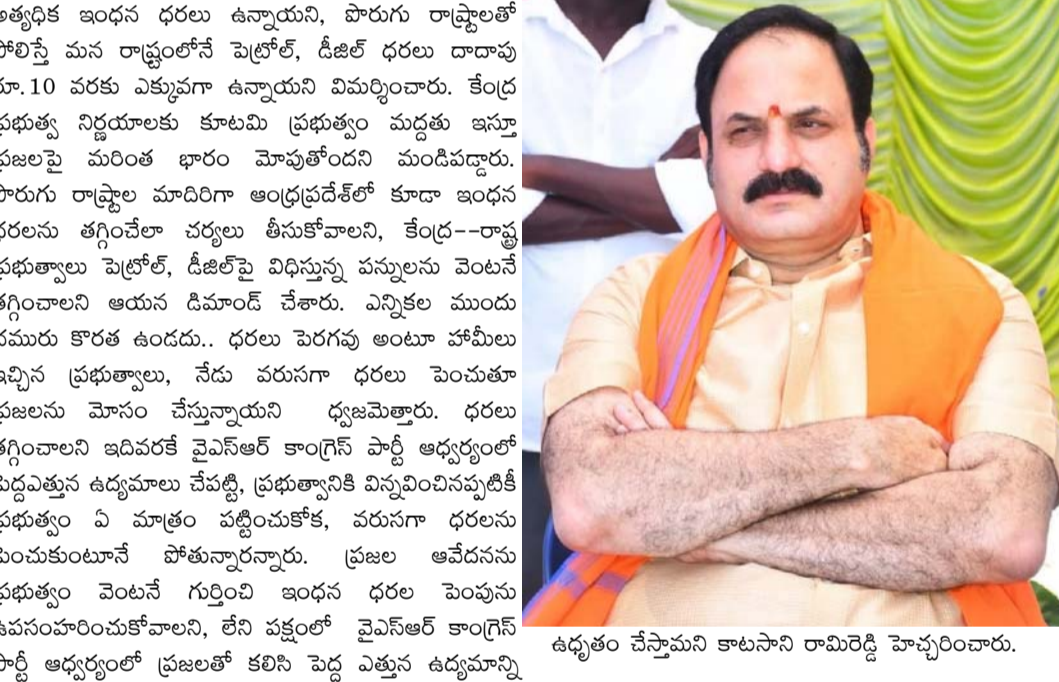 అత్యధిక ఇంధన ధరలు ఉన్నాయని, పొరుగు రాష్ట్రాలతో
పోలిస్తే మన రాష్ట్రంలోనే పెట్రోల్, డీజిల్ ధరలు దాదాపు
రూ.10 వరకు ఎక్కువగా ఉన్నాయని విమర్శించారు. కేంద్ర
ప్రభుత్వ నిర్ణయాలకు కూటమి ప్రభుత్వం మద్దతు ఇస్తూ
ప్రజలపై మరింత భారం మోపుతోందని మండిపడ్డారు.
పొరుగు రాష్ట్రాల మాదిరిగా ఆంధ్రప్రదేశ్‌లో కూడా ఇంధన
ధరలను తగ్గించేలా చర్యలు తీసుకోవాలని, కేంద్ర--రాష్ట్ర
ప్రభుత్వాలు పెట్రోల్, డీజిల్‌పై విధిస్తున్న పన్నులను వెంటనే
తగ్గించాలని ఆయన డిమాండ్ చేశారు. ఎన్నికల ముందు
చమురు కొరత ఉండదు.. ధరలు పెరగవు అంటూ హామీలు
ఇచ్చిన ప్రభుత్వాలు, నేడు వరుసగా ధరలు పెంచుతూ
ప్రజలను మోసం చేస్తున్నాయని ధ్వజమెత్తారు. ధరలు
తగ్గించాలని ఇదివరకే వైఎస్ఆర్ కాంగ్రెస్ పార్టీ ఆధ్వర్యంలో
పెద్దఎత్తున ఉద్యమాలు చేపట్టి, ప్రభుత్వానికి విన్నవించినప్పటికీ
ప్రభుత్వం ఏ మాత్రం పట్టించుకోక, వరుసగా ధరలను
పెంచుకుంటూనే పోతున్నారన్నారు. ప్రజల ఆవేదనను
ప్రభుత్వం వెంటనే గుర్తించి ఇంధన ధరల పెంపును
ఉపసంహరించుకోవాలని, లేని పక్షంలో వైఎస్ఆర్ కాంగ్రెస్
పార్టీ ఆధ్వర్యంలో ప్రజలతో కలిసి పెద్ద ఎత్తున ఉద్యమాన్ని
ఉధృతం చేస్తామని కాటసాని రామిరెడ్డి హెచ్చరించారు.